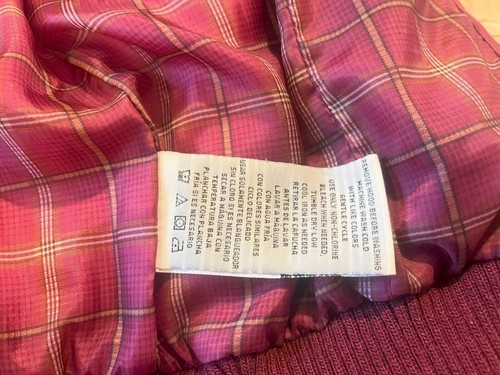 REMOVE HOOD BEFORE WASHING
MACHINE WASH COLD
WITH LIKE COLORS
GENTLE CYCLE
USE ONLY NON-CHLORINE
BLEACH WHEN NEEDED,
TUMBLE DRY LOW
COOL IRON AS NEEDED
RETIRAR LA CAPUCHA
ANTES DE LAVAR
LAVAR A MAQUINA
CON AGUA FRIA
CON COLORES SIMILARES
CICLO DELICADO
USAR SOLAMENTE BLANQUEADOR
SIN CLORO SI ES NECESARIO
SECAR A MAQUINA CON
TEMPERATURA BAJA
PLANCHAR CON PLANCHA
FRIA SI ES NECESARIO